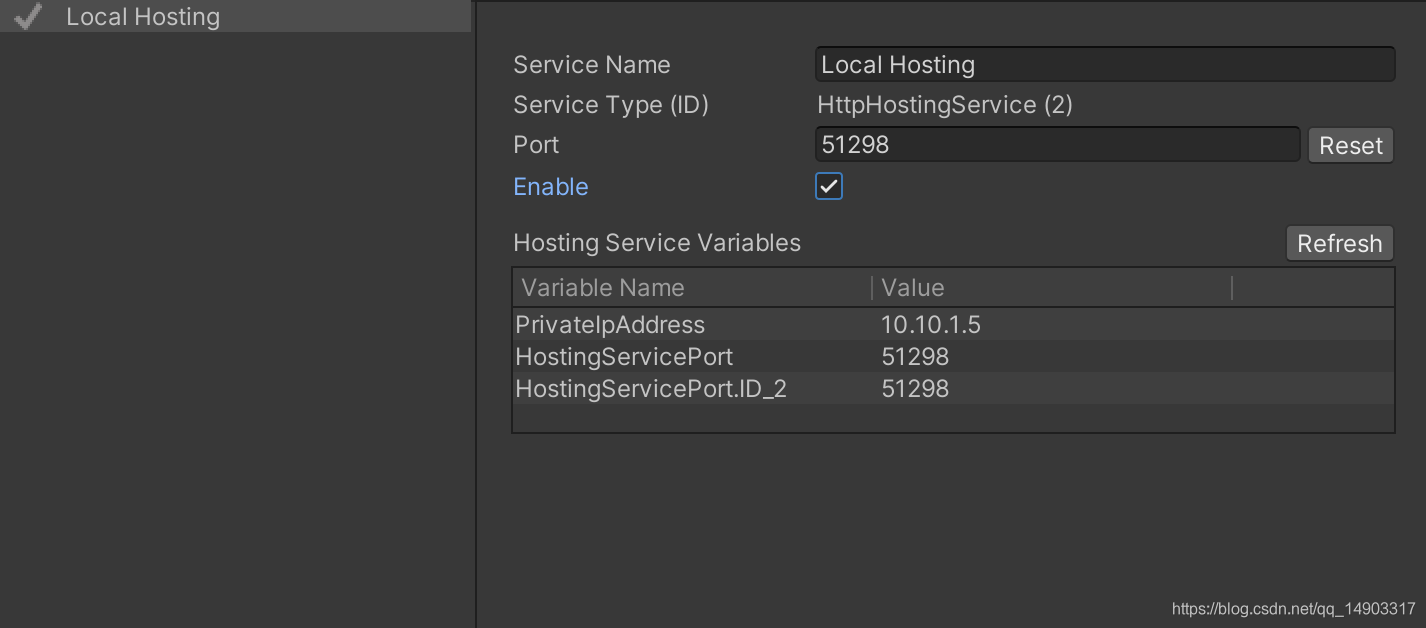 Local Hosting
Service Name Local Hosting
Service Type (ID) HttpHostingService (2)
Port 51298 Reset
Enable
Hosting Service Variables Refresh
Variable Name Value
PrivateIpAddress 10.10.1.5
HostingServicePort 51298
HostingServicePort.ID_2 51298
https://blog.csdn.net/qq_14903317